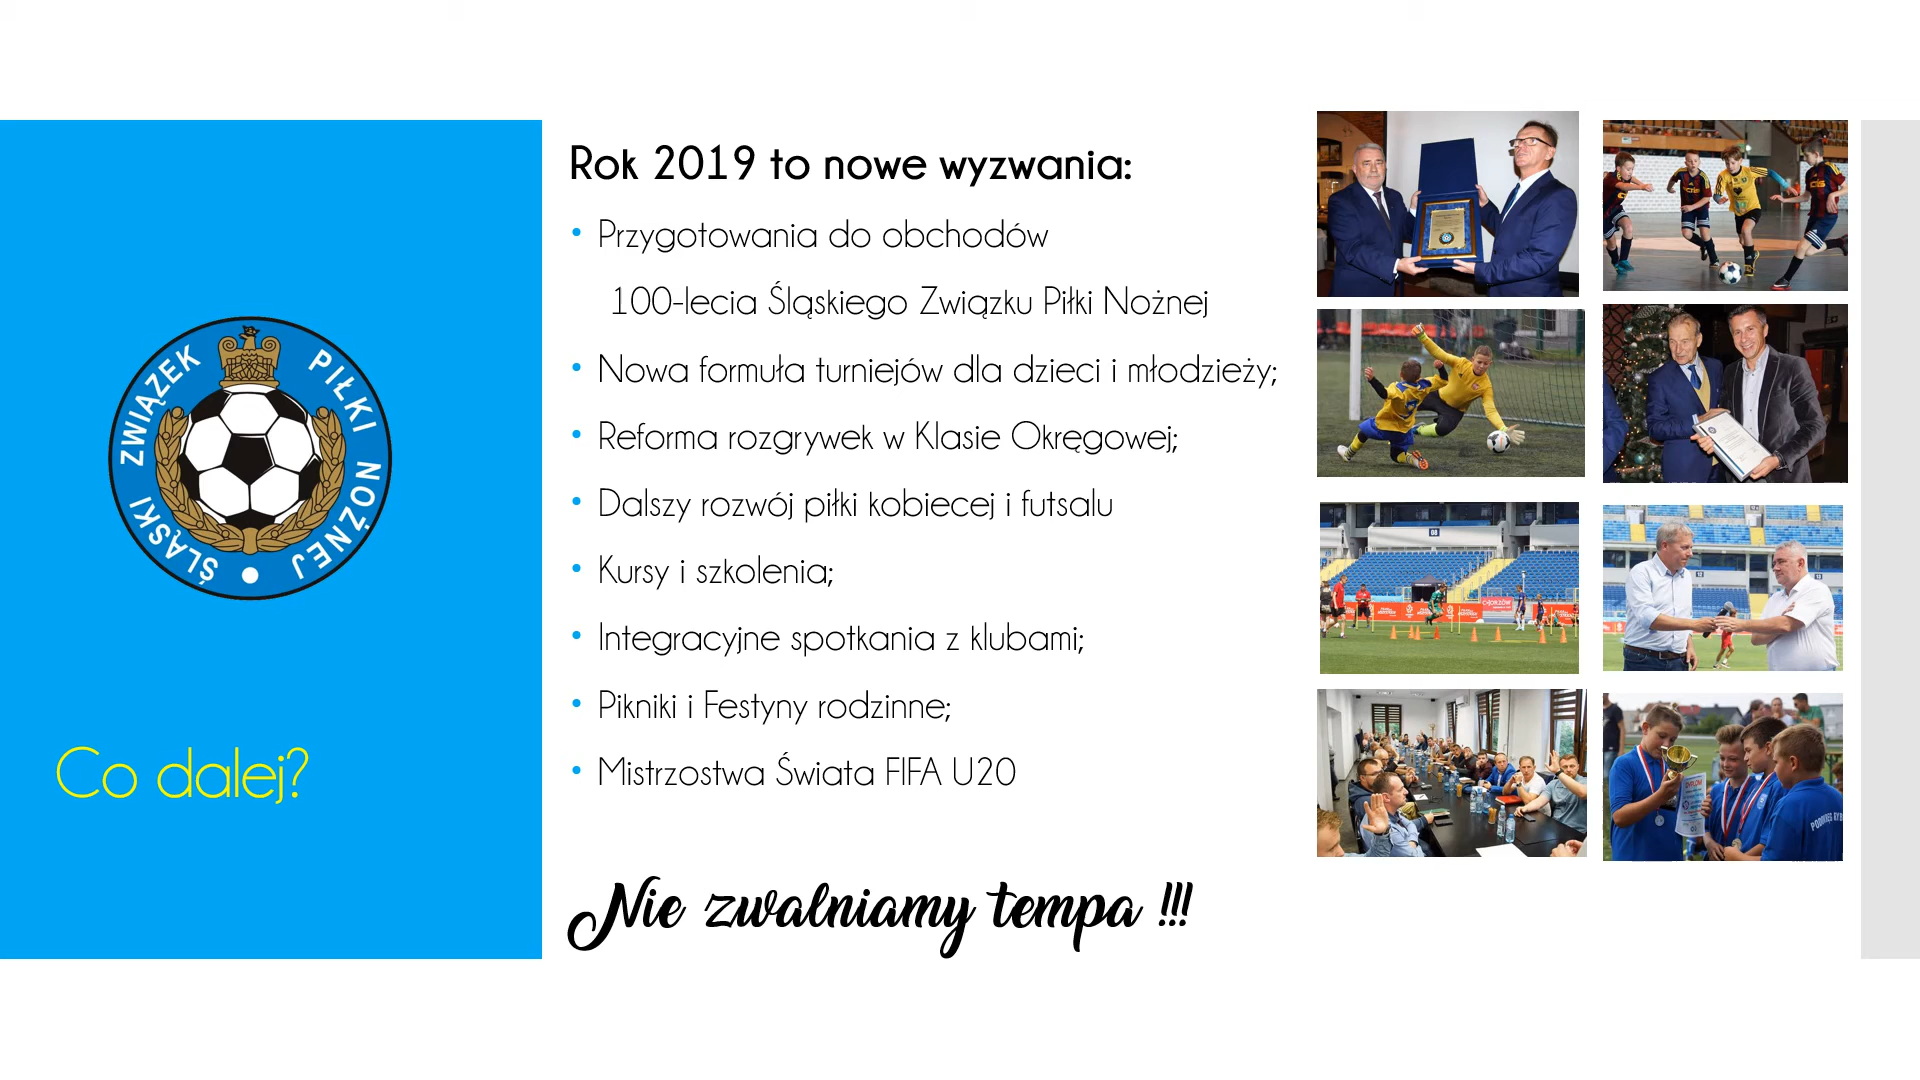 ŚLĄSKI ZWIĄZEK PIŁKI NOŻNEJ
Co dalej?
Rok 2019 to nowe wyzwania:
• Przygotowania do obchodów
100-lecia Śląskiego Związku Piłki Nożnej
• Nowa formuła turniejów dla dzieci i młodzieży;
• Reforma rozgrywek w Klasie Okręgowej;
• Dalszy rozwój piłki kobiecej i futsalu
• Kursy i szkolenia;
• Integracyjne spotkania z klubami;
• Pikniki i Festyny rodzinne;
• Mistrzostwa Świata FIFA U20
Nie zwalniamy tempa !!!
08
DYPLOM